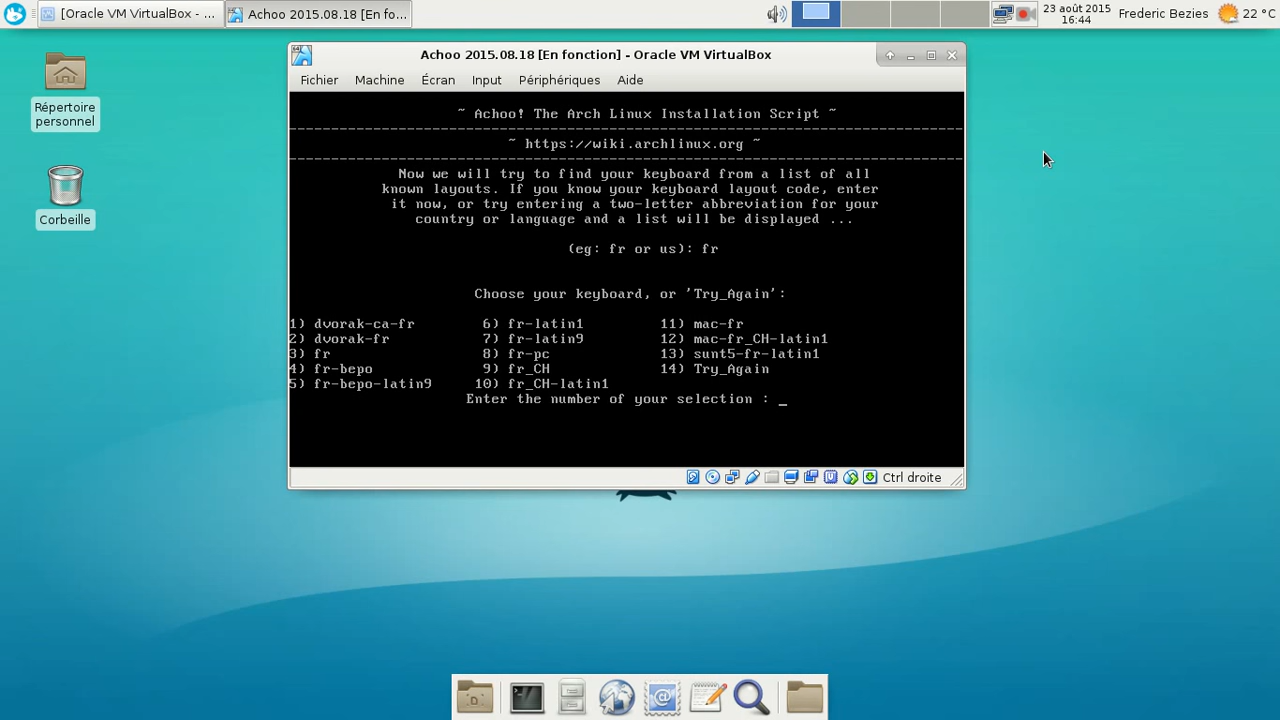 [Oracle VM VirtualBox - ...
Achoo 2015.08.18 [En fo...
23 août 2015
16:44
Frederic Bezies
22 °C
Répertoire
personnel
Corbeille
Achoo 2015.08.18 [En fonction] - Oracle VM VirtualBox
Fichier Machine Écran Input Périphériques Aide
~ Achoo! The Arch Linux Installation Script ~
~ https://wiki.archlinux.org ~
Now we will try to find your keyboard from a list of all
known layouts. If you know your keyboard layout code, enter
it now, or try entering a two-letter abbreviation for your
country or language and a list will be displayed ...
(eg: fr or us): fr
Choose your keyboard, or 'Try_Again':
1) dvorak-ca-fr 6) fr-latin1 11) mac-fr
2) dvorak-fr 7) fr-latin9 12) mac-fr_CH-latin1
3) fr 8) fr-pc 13) sunt5-fr-latin1
4) fr-bepo 9) fr_CH 14) Try_Again
5) fr-bepo-latin9 10) fr_CH-latin1
Enter the number of your selection : _
Ctrl droite